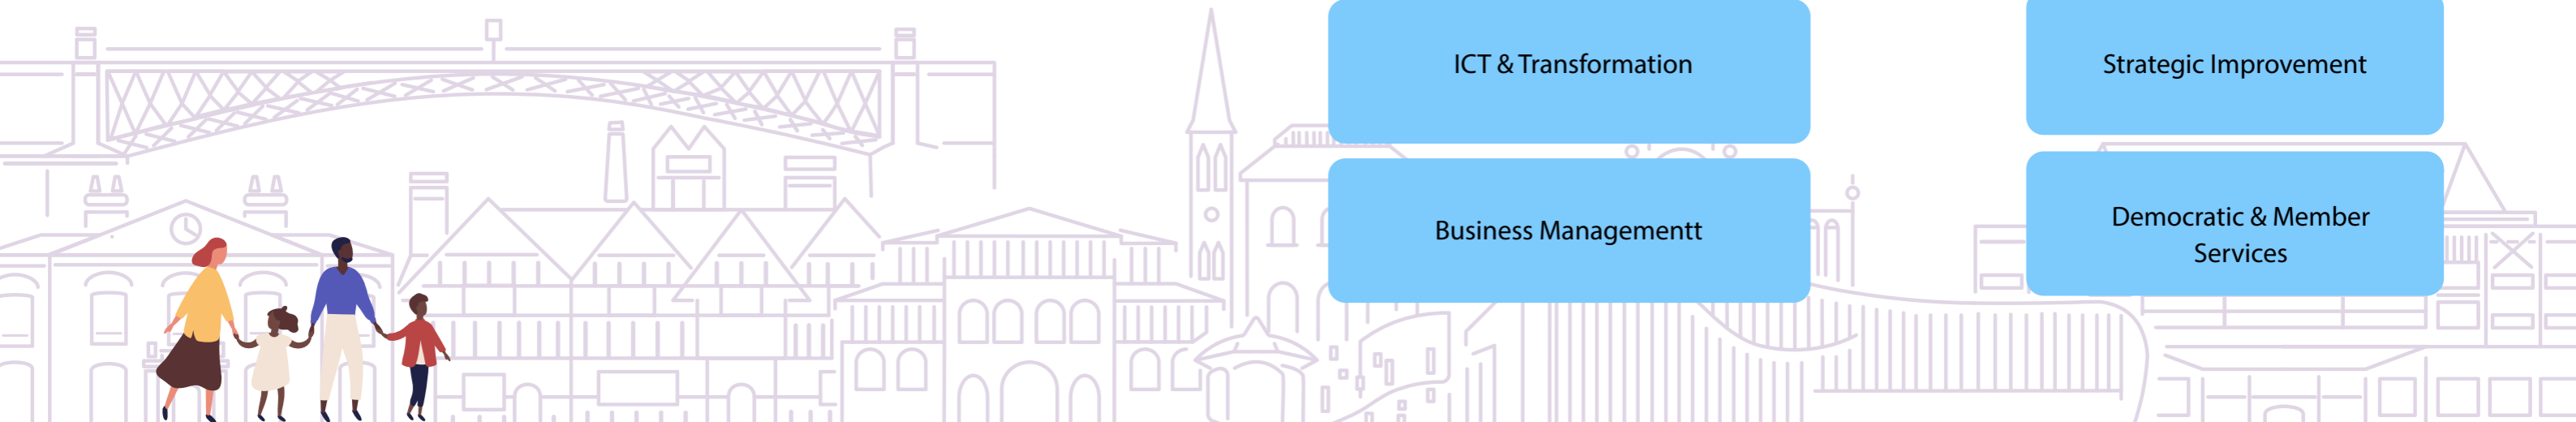 ICT & Transformation
Strategic Improvement
Business Managementt
Democratic & Member
Services